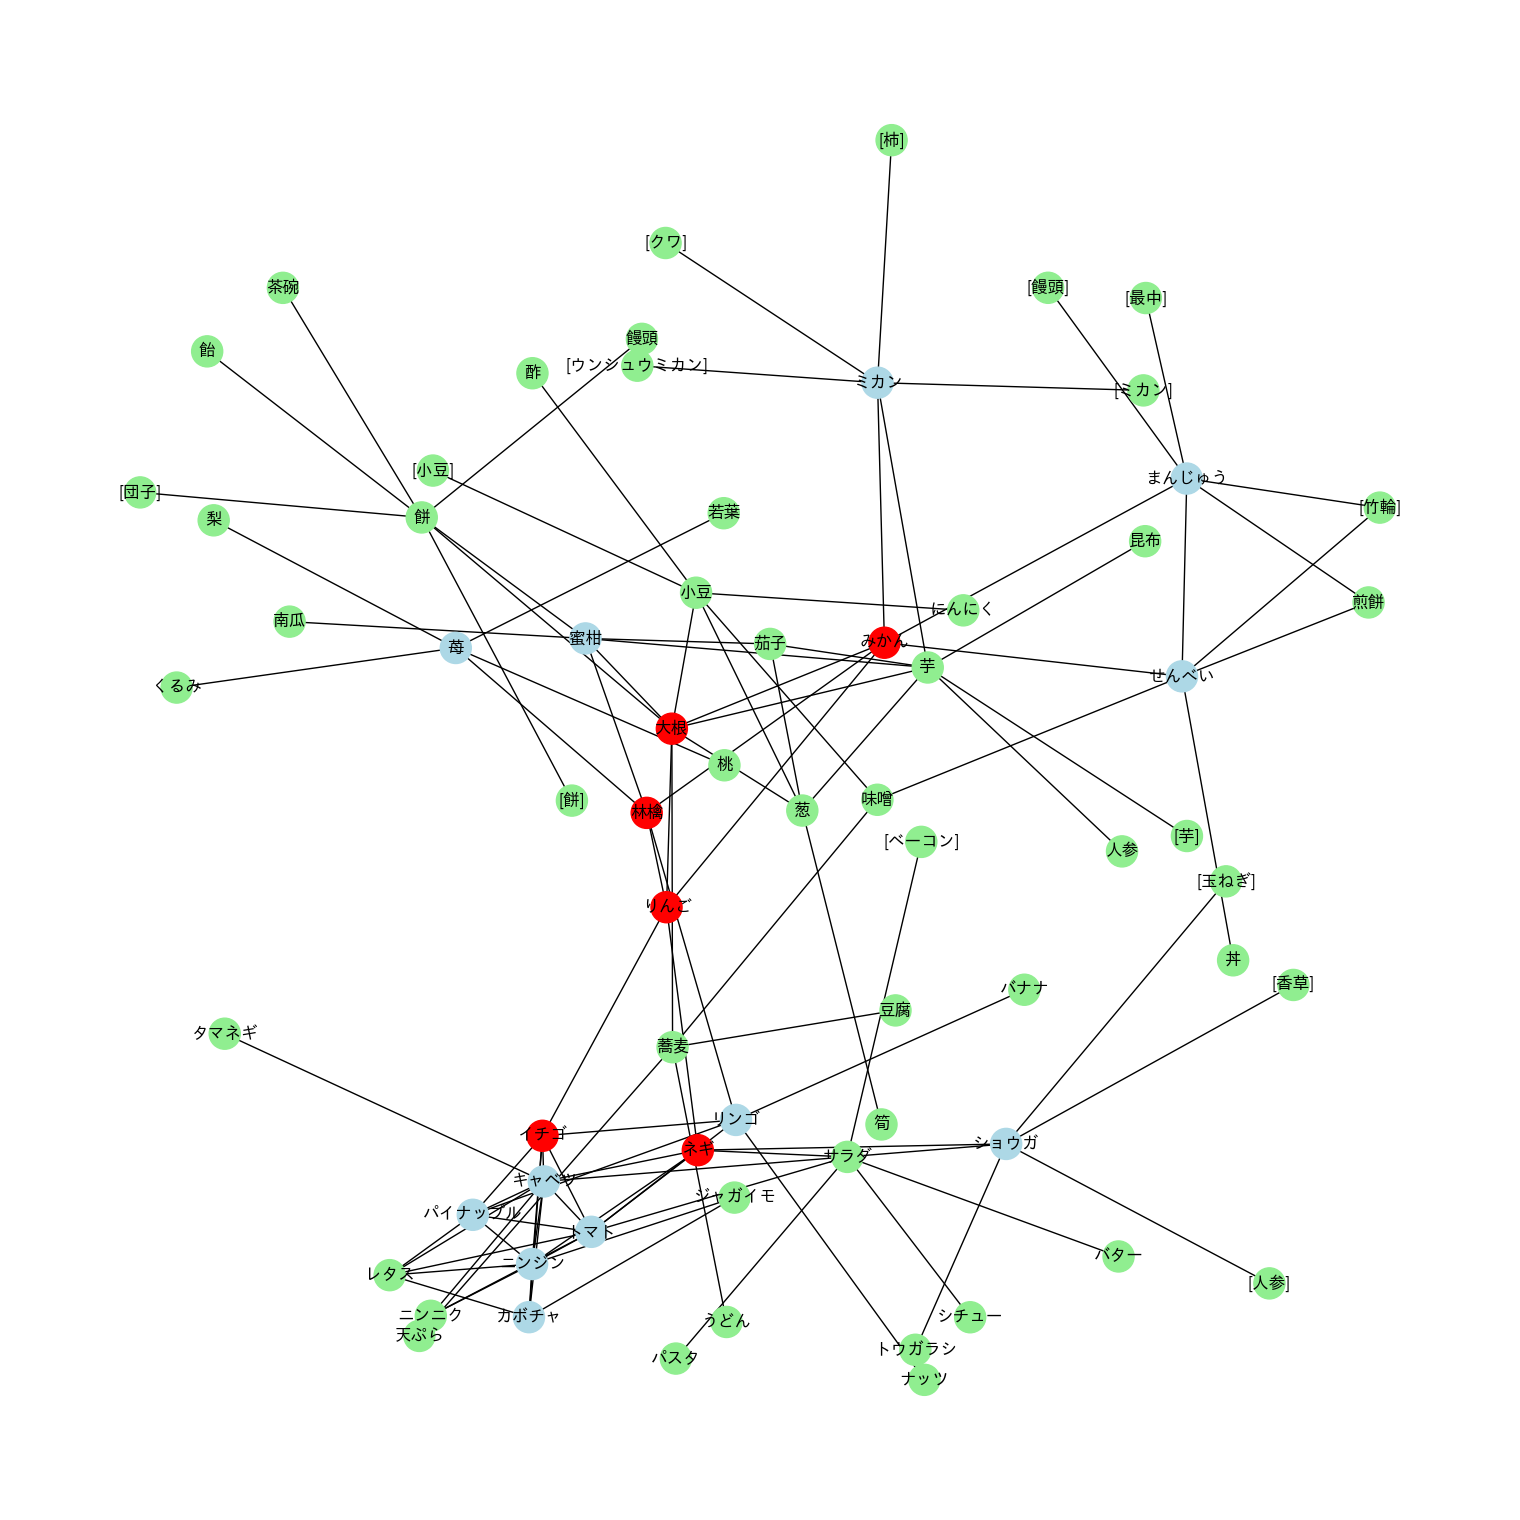 [柿]
[クワ]
茶碗
[饅頭]
[最中]
饅頭
飴
[ウンシュウミカン]
酢
ミカン
[ミカン]
[小豆]
まんじゅう
[団子]
[竹輪]
若葉
餅
梨
昆布
小豆
煎餅
にんにく
南瓜
蜜柑
みかん
茄子
苺
芋
せんべい
くるみ
大根
桃
[餅]
味噌
葱
林檎
[芋]
[ベーコン]
人参
[玉ねぎ]
りんご
丼
[香草]
バナナ
豆腐
タマネギ
蕎麦
リンゴ
筍
イチゴ
ショウガ
ネギ
サラダ
キャベツ
ジャガイモ
パイナップル
トマト
バター
ニンジン
レタス
[人参]
ニンニク
カボチャ
シチュー
うどん
天ぷら
トウガラシ
パスタ
ナッツ